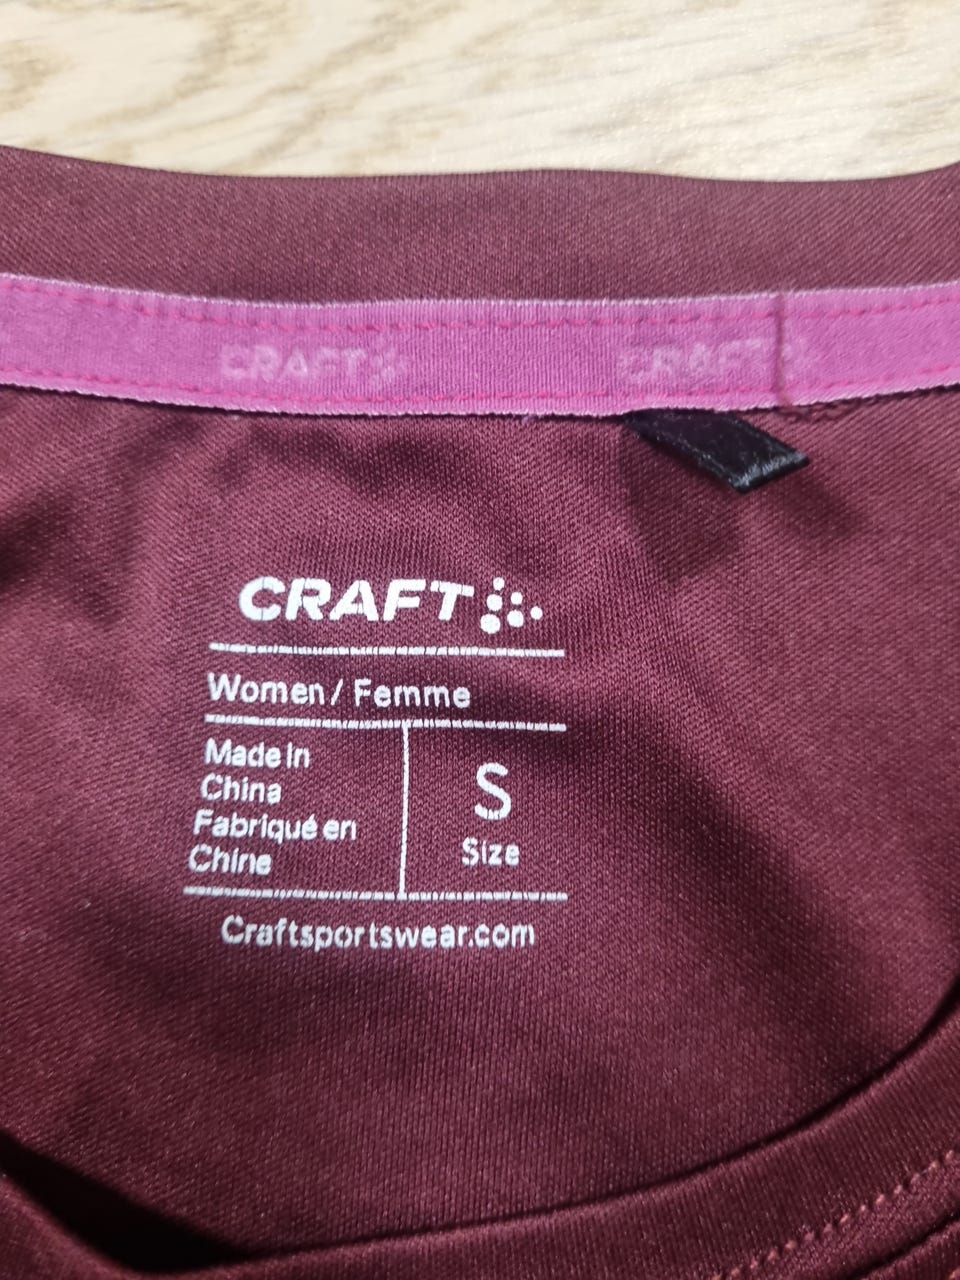 CRAFT CRAFT
CRAFT
Women / Femme
Made in
China
Fabriqué en
Chine
S
Size
Craftsportswear.com